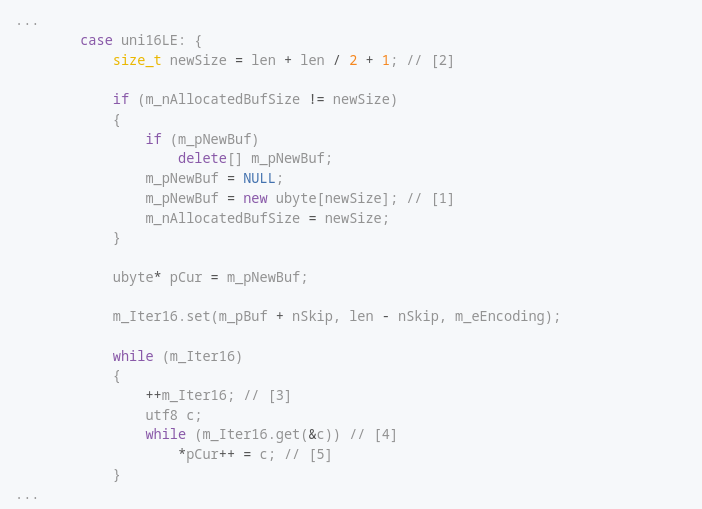 ...
case uni16LE: {
size_t newSize = len + len / 2 + 1; // [2]
if (m_nAllocatedBufSize != newSize)
{
if (m_pNewBuf)
delete[] m_pNewBuf;
m_pNewBuf = NULL;
m_pNewBuf = new ubyte[newSize]; // [1]
m_nAllocatedBufSize = newSize;
}
ubyte* pCur = m_pNewBuf;
m_Iter16.set(m_pBuf + nSkip, len - nSkip, m_eEncoding);
while (m_Iter16)
{
++m_Iter16; // [3]
utf8 c;
while (m_Iter16.get(&c)) // [4]
*pCur++ = c; // [5]
}
...